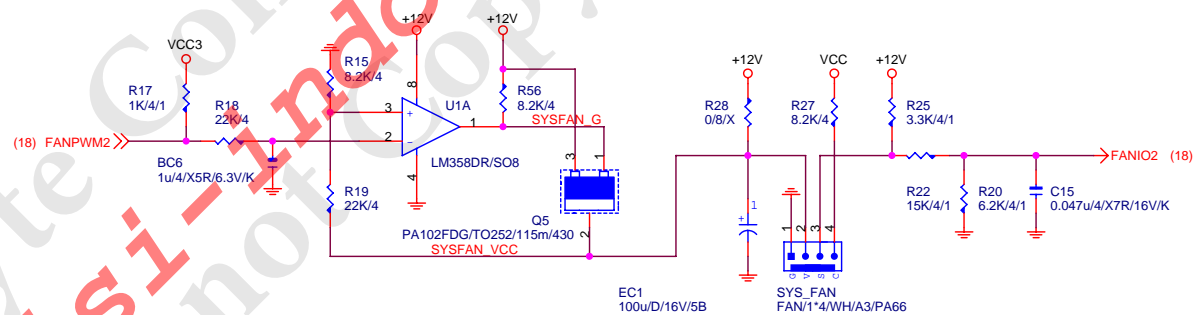 +12V
VCC3
R15
8.2K/4
+12V
+12V
VCC
+12V
R17
1K/4/1
R18
22K/4
8
3
+
U1A
R56
8.2K/4
SYSFAN_G
R28
0/8/X
R27
8.2K/4
R25
3.3K/4/1
(18) FANPWM2
2
-
1
3
1
FANIO2 (18)
BC6
1u/4/X5R/6.3V/K
LM358DR/SO8
4
R19
22K/4
R22
15K/4/1
R20
6.2K/4/1
C15
0.047u/4/X7R/16V/K
Q5
PA102FDG/TO252/115m/430
2
SYSFAN_VCC
+
1
1
2
3
4
G
V
S
C
EC1
100u/D/16V/5B
SYS_FAN
FAN/1*4/WH/A3/PA66